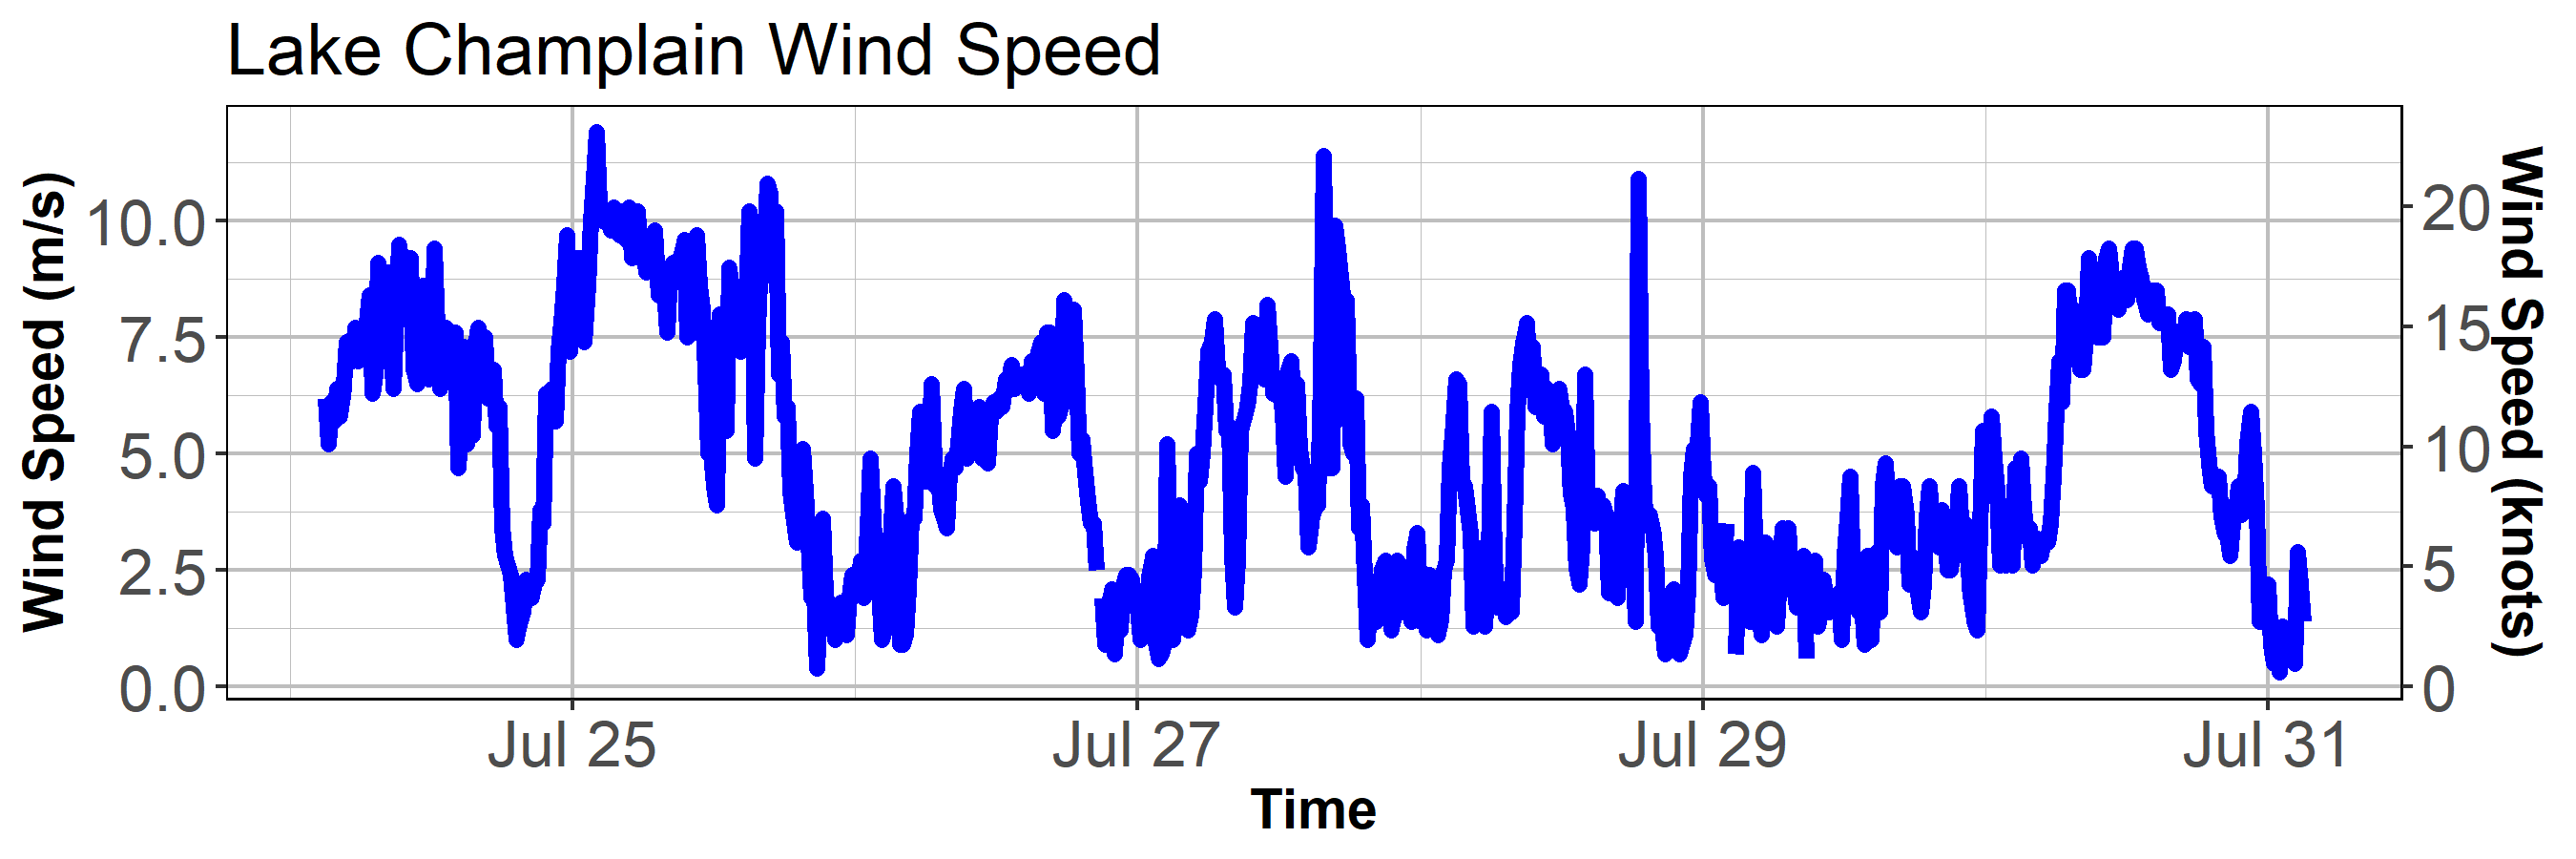 Lake Champlain Wind Speed
Wind Speed (m/s)
10.0
7.5
5.0
2.5
0.0
20
15
10
5
0
Wind Speed (knots)
Jul 25
Jul 27
Jul 29
Jul 31
Time